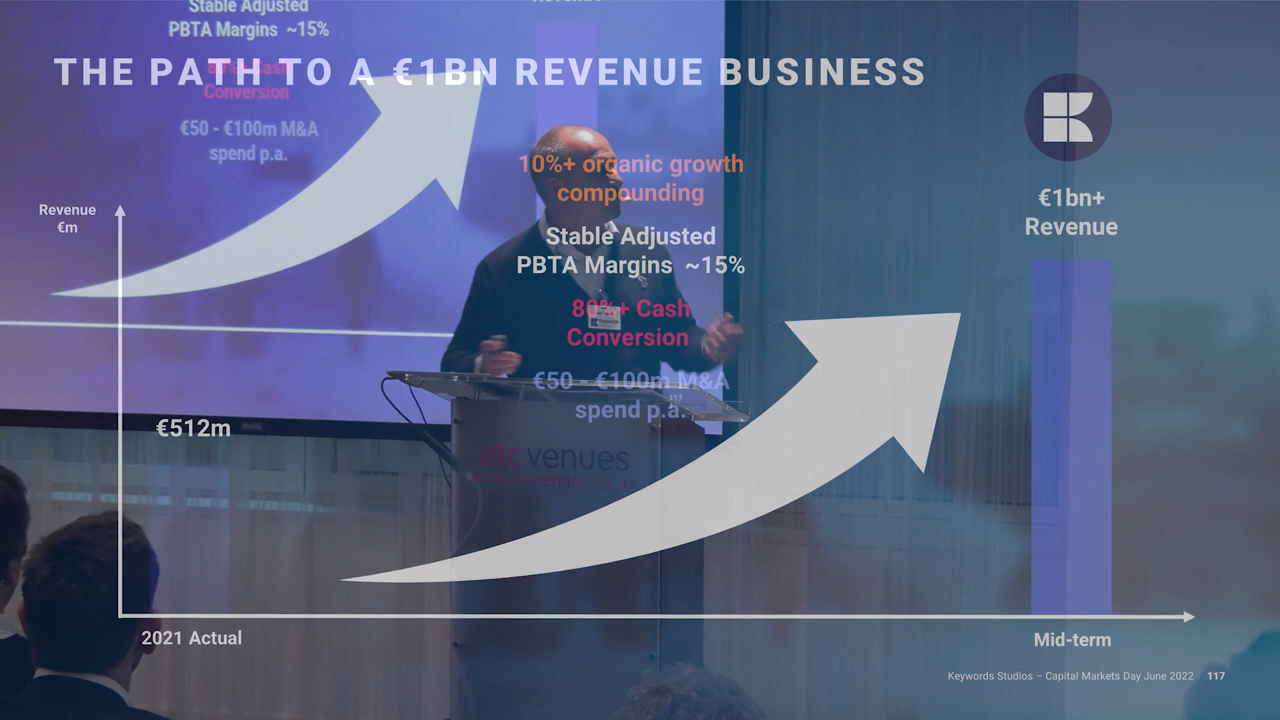 Stable Adjusted
PBTA Margins ~15%
Conversion
€50 - €100m M&A
spend p.a.
THE PATH TO A €1BN REVENUE BUSINESS
Revenue
€m
€512m
10%+ organic growth
compounding
Stable Adjusted
PBTA Margins ~15%
80%+ Cash
Conversion
€50 - €100m M&A
spend p.a.
€1bn+
Revenue
etc.venues
2021 Actual
Mid-term
Keywords Studios – Capital Markets Day June 2022 117